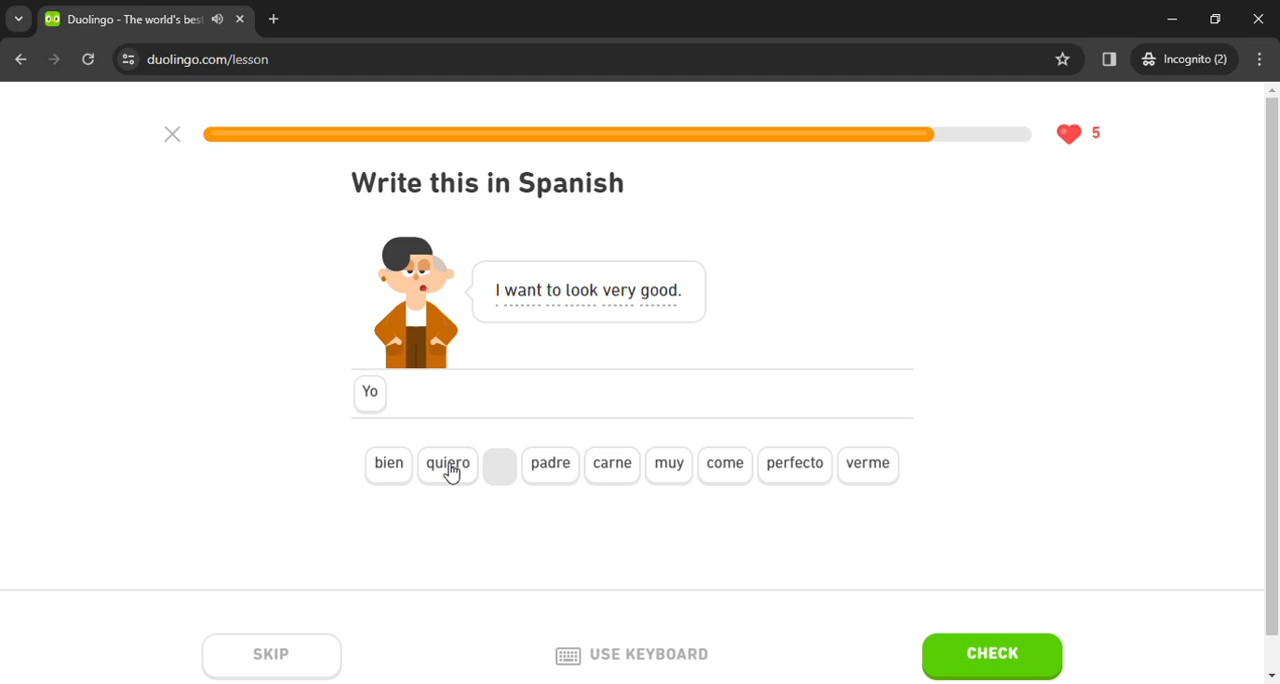 Duolingo - The world's best
duolingo.com/lesson
Incognito (2)
5
Write this in Spanish
I want to look very good.
Yo
bien quiero padre carne muy come perfecto verme
SKIP USE KEYBOARD CHECK